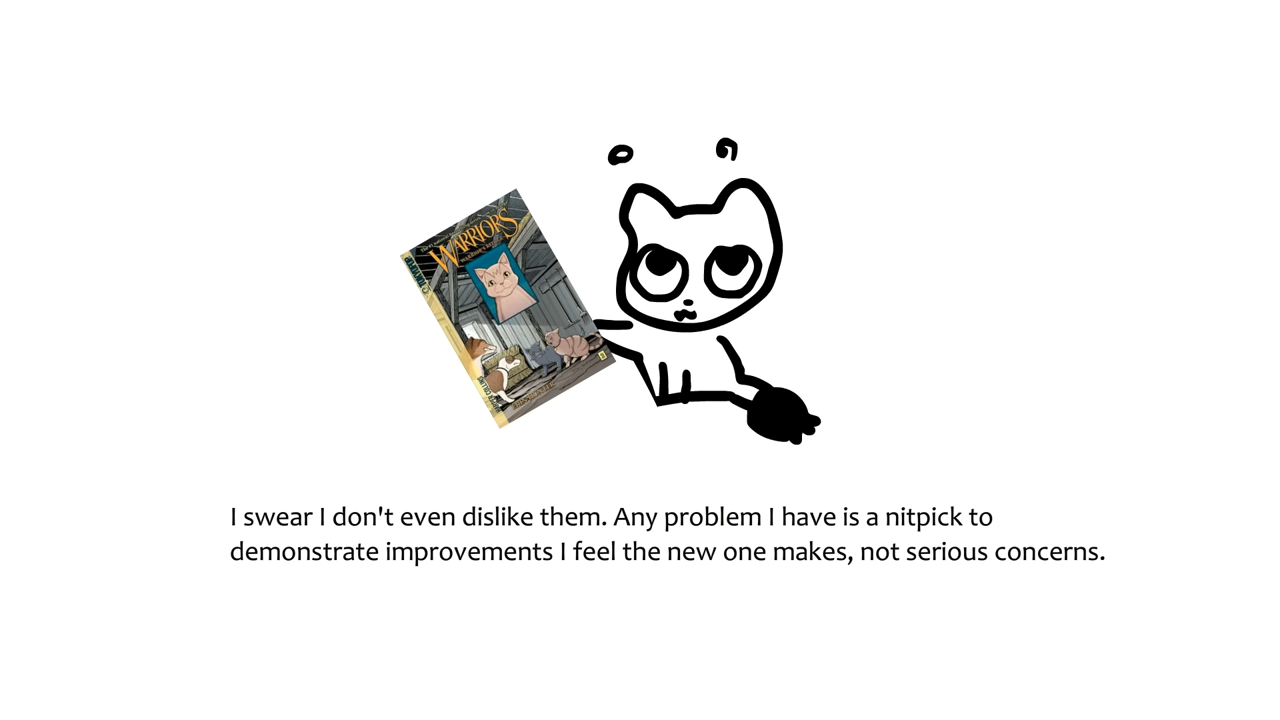 WARRIORS
I swear I don't even dislike them. Any problem I have is a nitpick to
demonstrate improvements I feel the new one makes, not serious concerns.